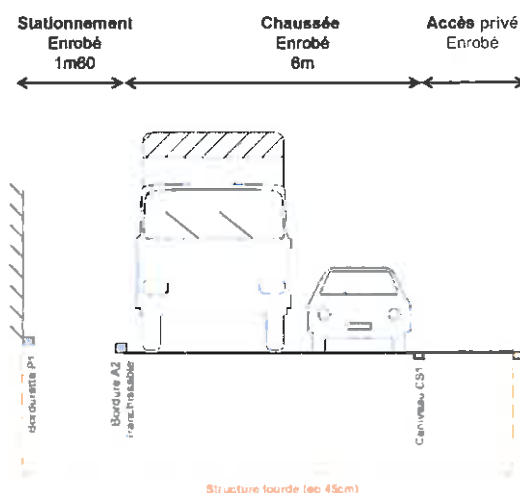 Stationnement
Enrobé
1m60
Chaussée
Enrobé
6m
Accès privé
Enrobé
Bordurette P1
Bordure A2
franchissable
Caniveau CS1
Structure lourde (ep 45cm)